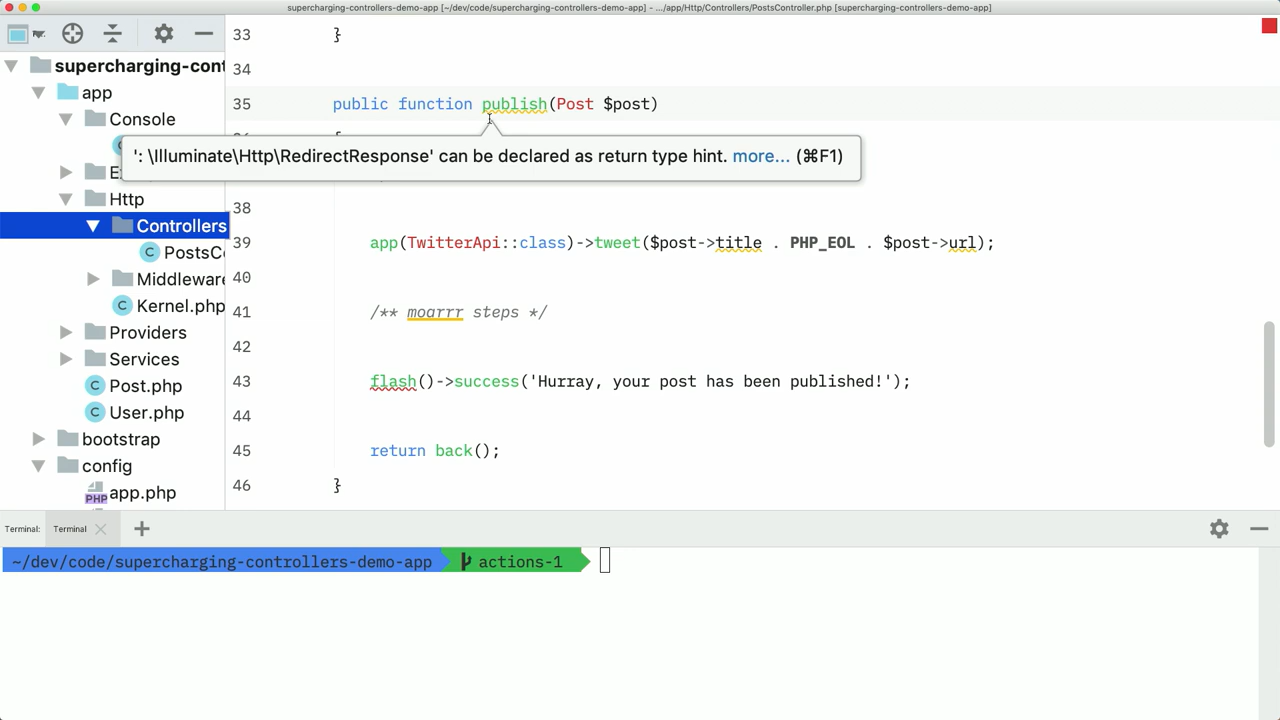 supercharging-controllers-demo-app [~/dev/code/supercharging-controllers-demo-app] - .../app/Http/Controllers/PostsController.php [supercharging-controllers-demo-app]
supercharging-cont
app
Console
Http
Controllers
PostsCo
Middleware
Kernel.php
Providers
Services
Post.php
User.php
bootstrap
config
PHP app.php
33 }
34
35 public function publish(Post $post)
{
': \Illuminate\Http\RedirectResponse' can be declared as return type hint. more... (⌘F1)
38
39 app(TwitterApi::class)->tweet($post->title . PHP_EOL . $post->url);
40
41 /** moarrr steps */
42
43 flash()->success('Hurray, your post has been published!');
44
45 return back();
46 }
Terminal: Terminal
~/dev/code/supercharging-controllers-demo-app actions-1